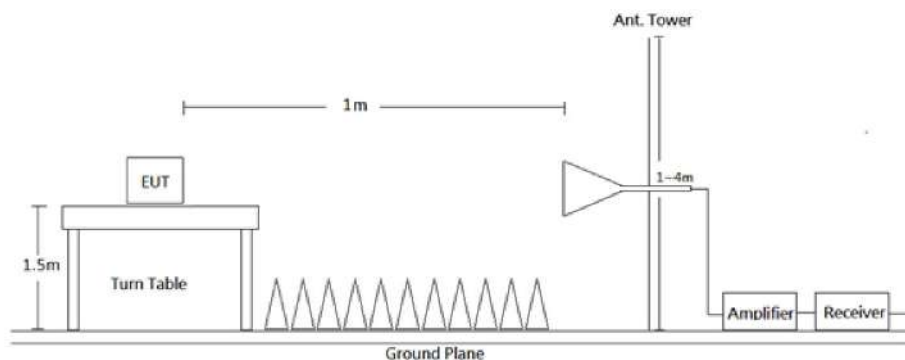 Ant. Tower
1m
1~4m
EUT
1.5m
Turn Table
Amplifier
Receiver
Ground Plane